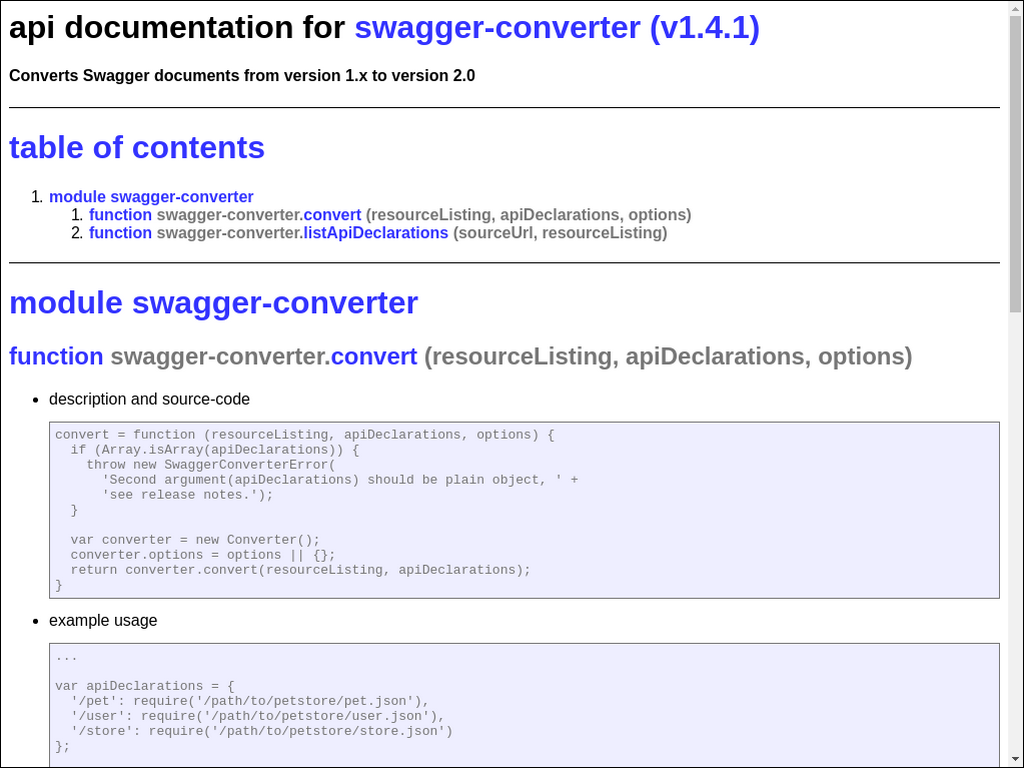 api documentation for swagger-converter (v1.4.1)
Converts Swagger documents from version 1.x to version 2.0
table of contents
1. module swagger-converter
1. function swagger-converter.convert (resourceListing, apiDeclarations, options)
2. function swagger-converter.listApiDeclarations (sourceUrl, resourceListing)
module swagger-converter
function swagger-converter.convert (resourceListing, apiDeclarations, options)
• description and source-code
convert = function (resourceListing, apiDeclarations, options) {
  if (Array.isArray(apiDeclarations)) {
    throw new SwaggerConverterError(
      'Second argument(apiDeclarations) should be plain object, ' +
      'see release notes.');
  }
  var converter = new Converter();
  converter.options = options || {};
  return converter.convert(resourceListing, apiDeclarations);
}
• example usage
...
var apiDeclarations = {
  '/pet': require('/path/to/petstore/pet.json'),
  '/user': require('/path/to/petstore/user.json'),
  '/store': require('/path/to/petstore/store.json')
};